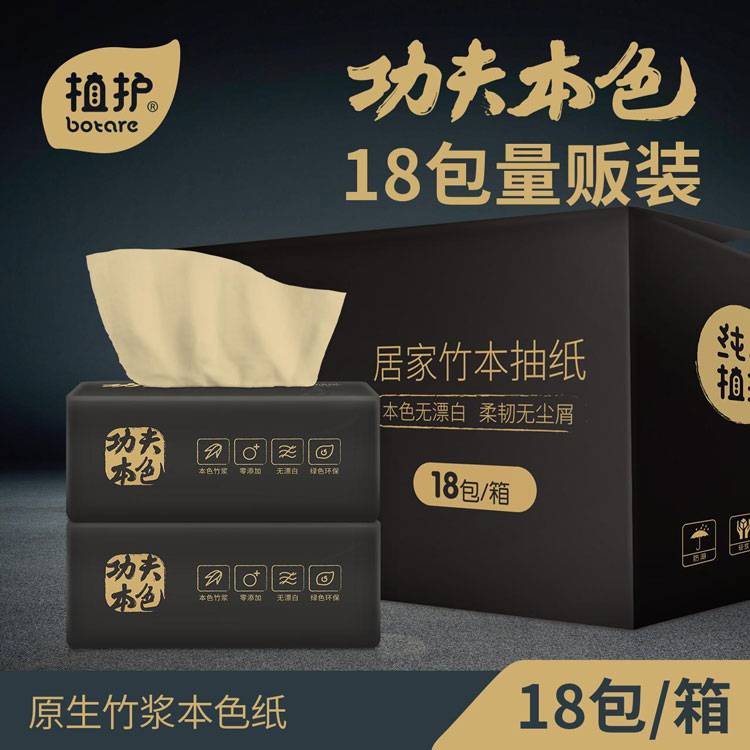 植护®
botare
功夫本色
18包量贩装
居家竹本抽纸
本色无漂白 柔韧无尘屑
18包/箱
纯
植护
功夫
本色
本色竹浆 零添加 无漂白 绿色环保
功夫
本色
本色竹浆 零添加 无漂白 绿色环保
防潮
原生竹浆本色纸
18包/箱